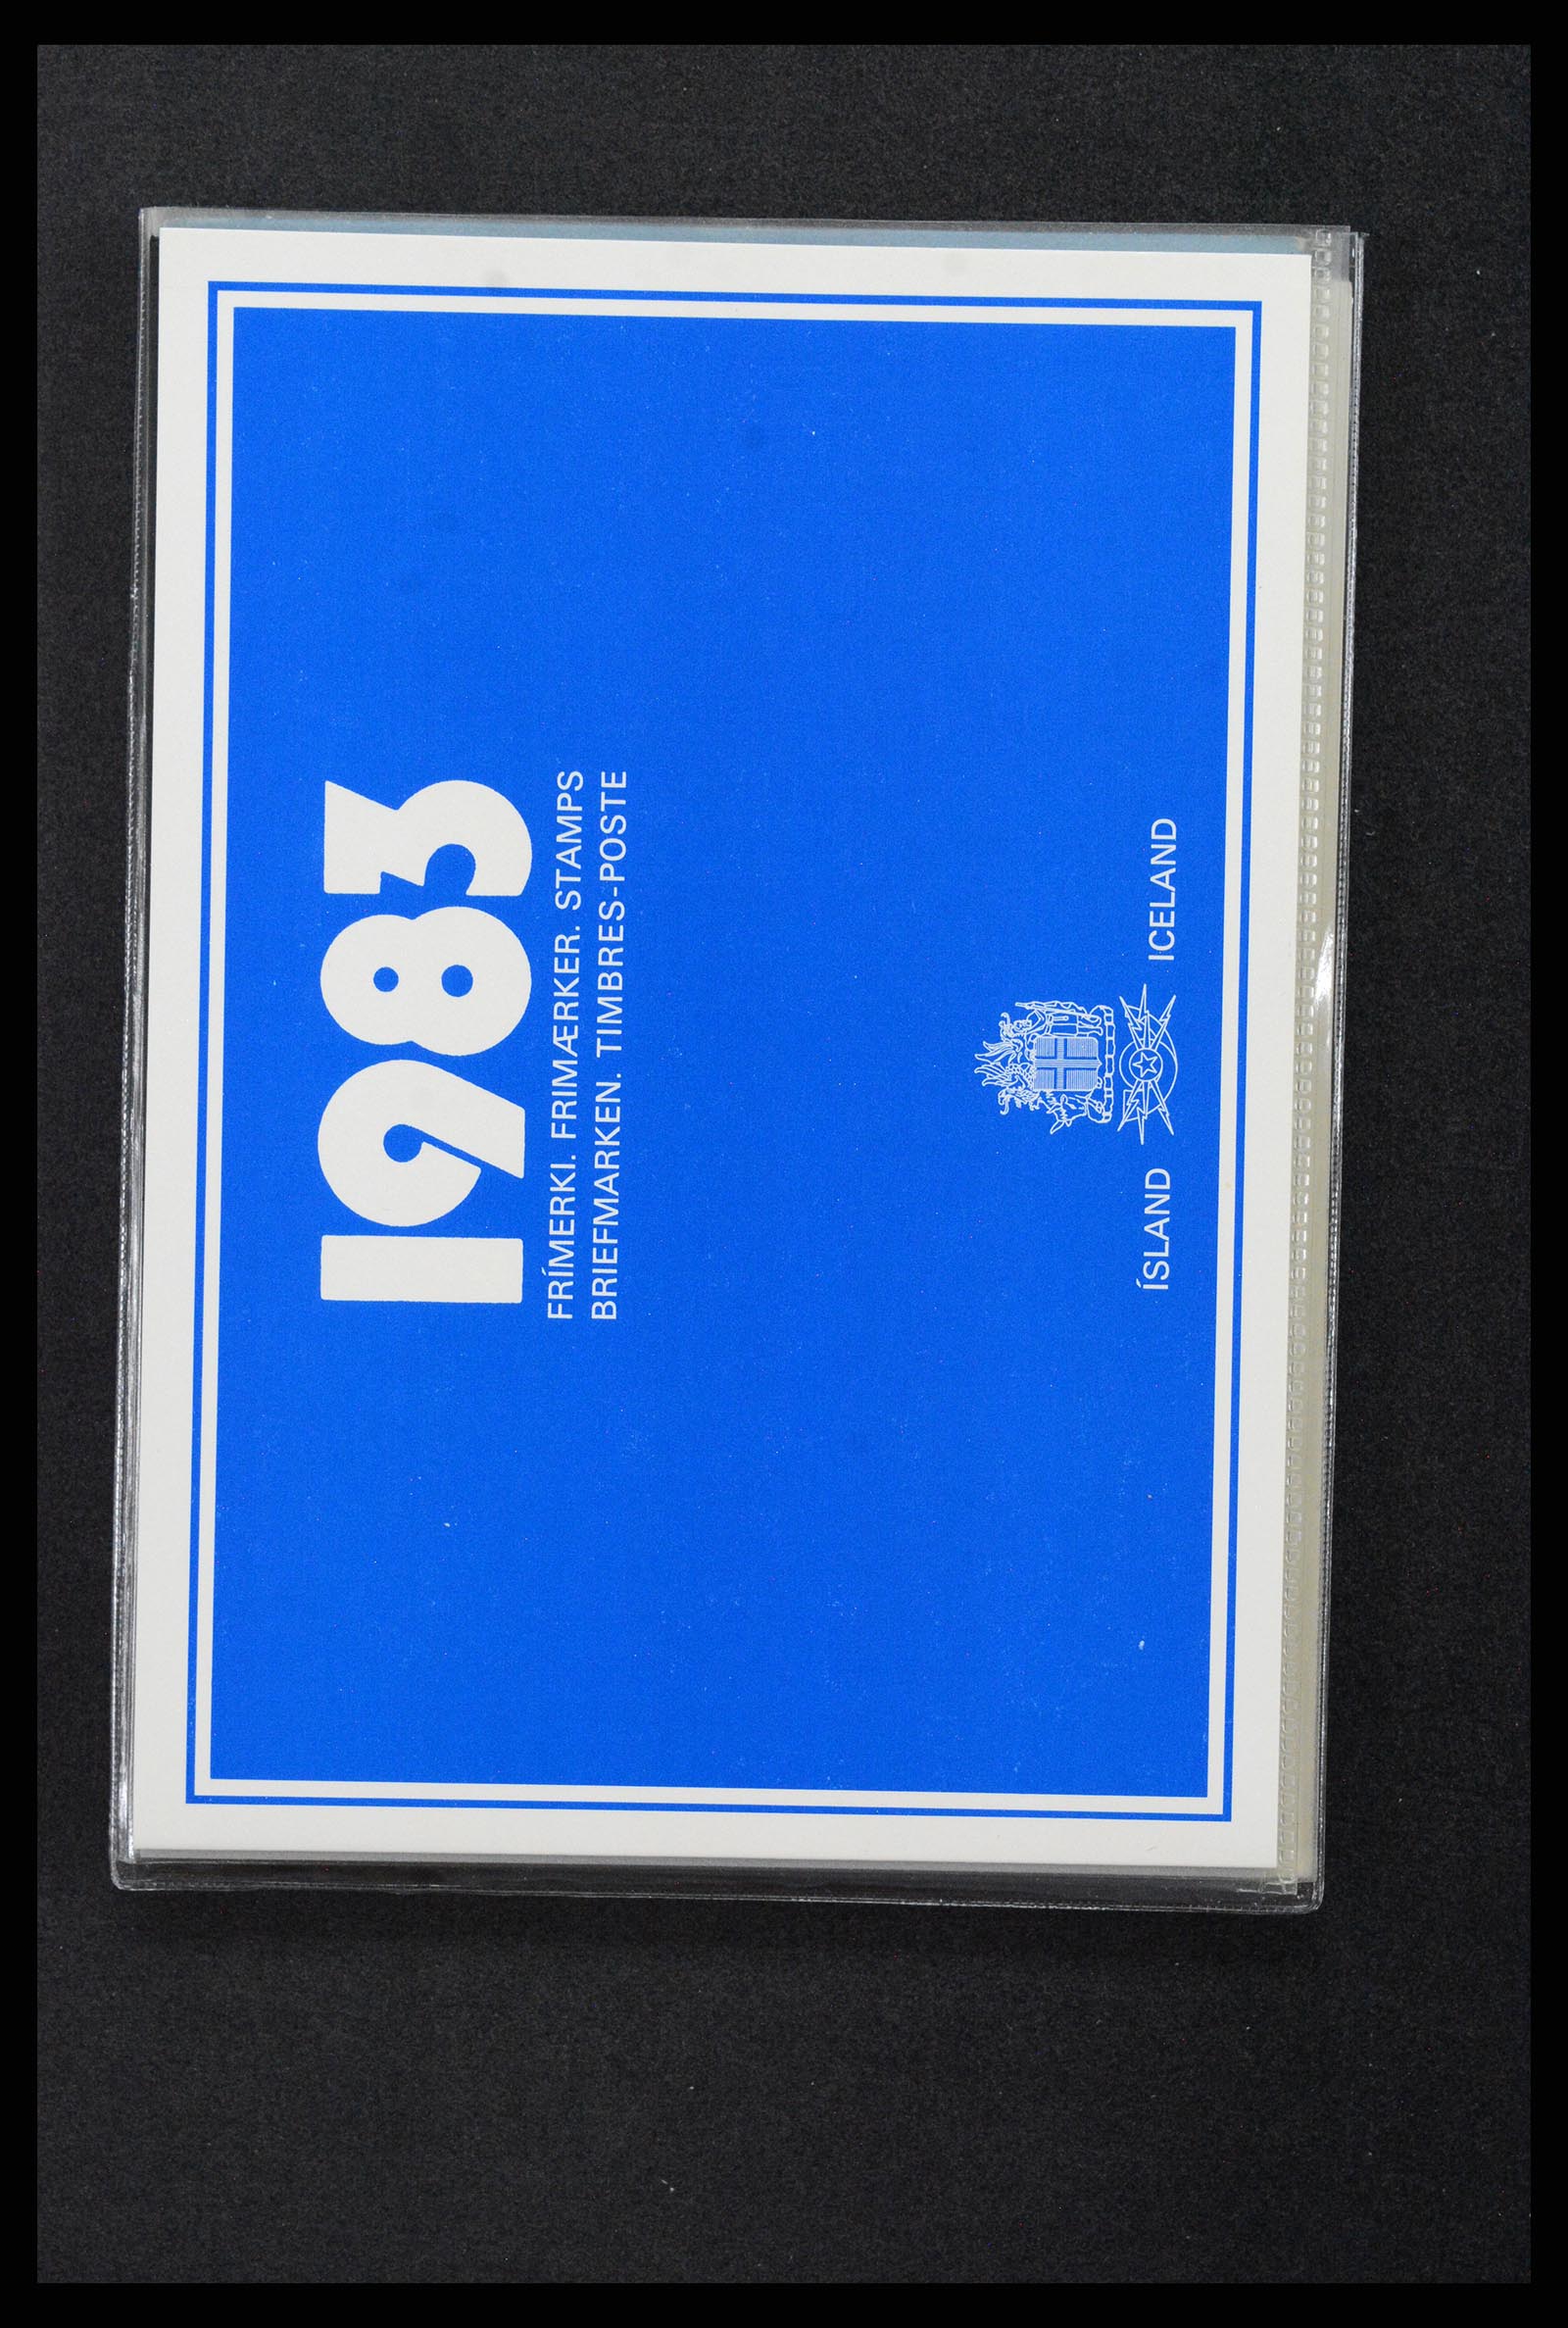 1983
FRÍMERKI. FRIMÆRKER. STAMPS
BRIEFMARKEN. TIMBRES-POSTE
ÍSLAND ICELAND